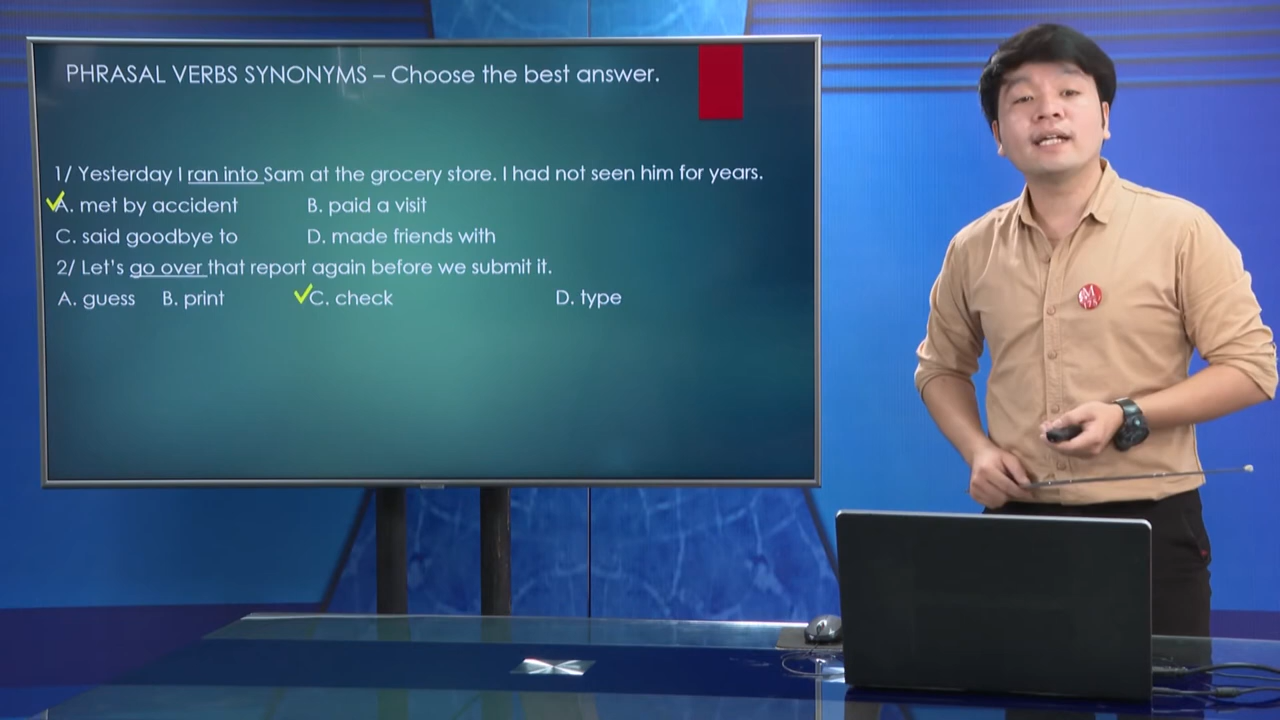 PHRASAL VERBS SYNONYMS – Choose the best answer.
1/ Yesterday I ran into Sam at the grocery store. I had not seen him for years.
A. met by accident B. paid a visit
C. said goodbye to D. made friends with
2/ Let's go over that report again before we submit it.
A. guess B. print C. check D. type